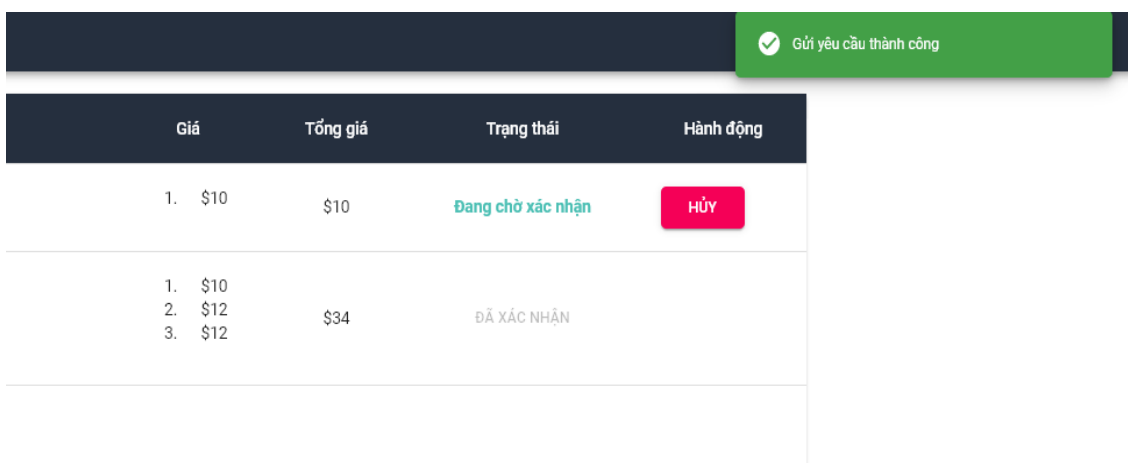 Gửi yêu cầu thành công
Giá Tổng giá Trạng thái Hành động
1. $10 $10 Đang chờ xác nhận HỦY
1. $10
2. $12 $34 ĐÃ XÁC NHẬN
3. $12